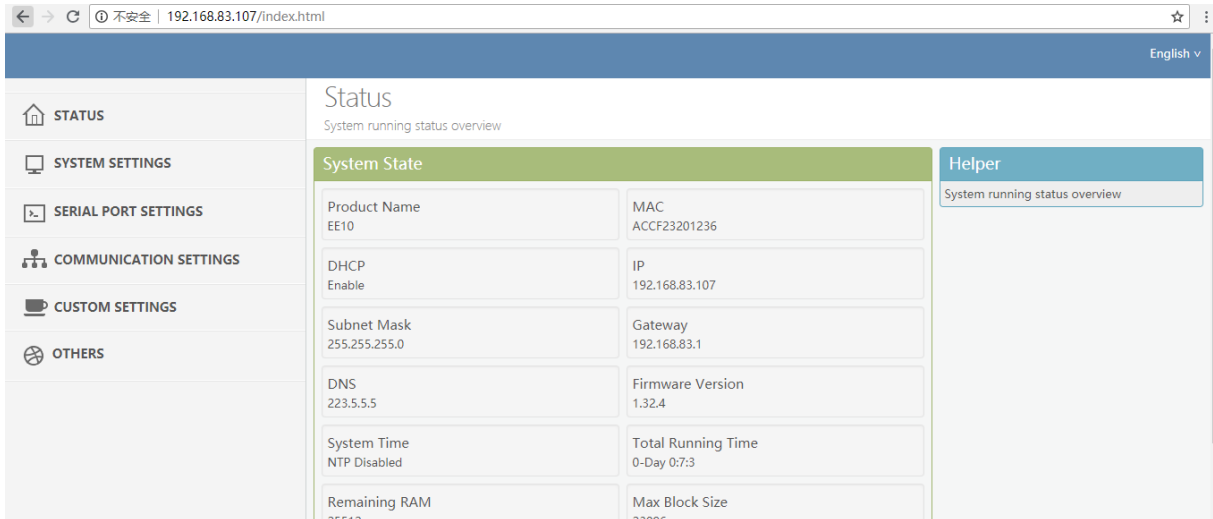 不安全 | 192.168.83.107/index.html
English
STATUS
SYSTEM SETTINGS
SERIAL PORT SETTINGS
COMMUNICATION SETTINGS
CUSTOM SETTINGS
OTHERS
Status
System running status overview
System State
Product Name
EE10
MAC
ACCF23201236
DHCP
Enable
IP
192.168.83.107
Subnet Mask
255.255.255.0
Gateway
192.168.83.1
DNS
223.5.5.5
Firmware Version
1.32.4
System Time
NTP Disabled
Total Running Time
0-Day 0:7:3
Remaining RAM
Max Block Size
Helper
System running status overview